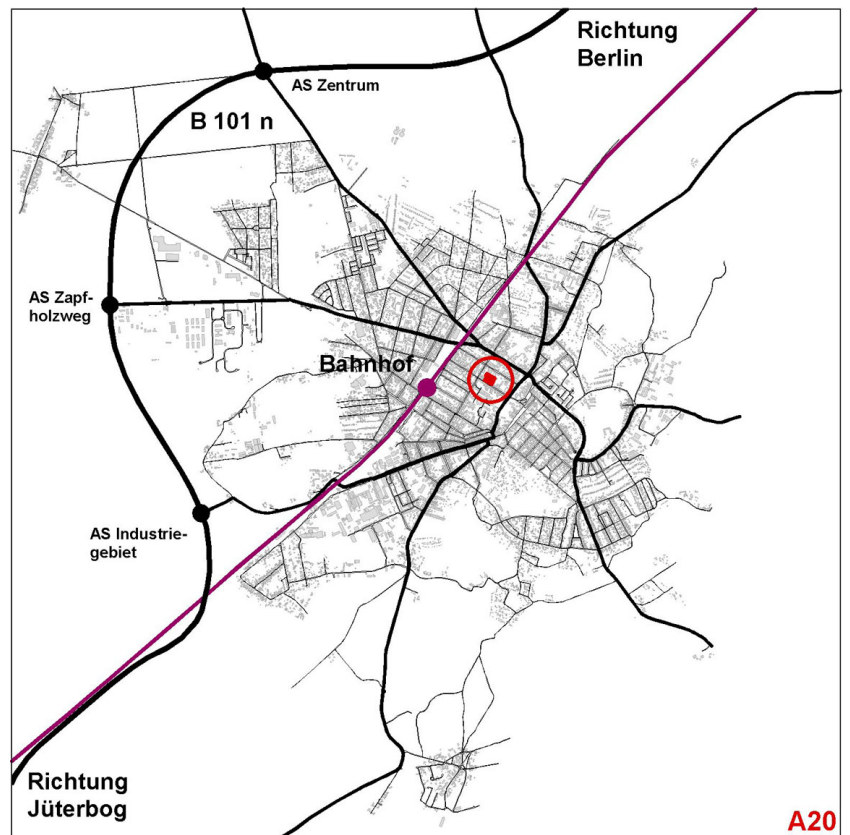 Richtung
Berlin
AS Zentrum
B 101 n
AS Zapf-
holzweg
Bahnhof
AS Industrie-
gebiet
Richtung
Jüterbog
A20